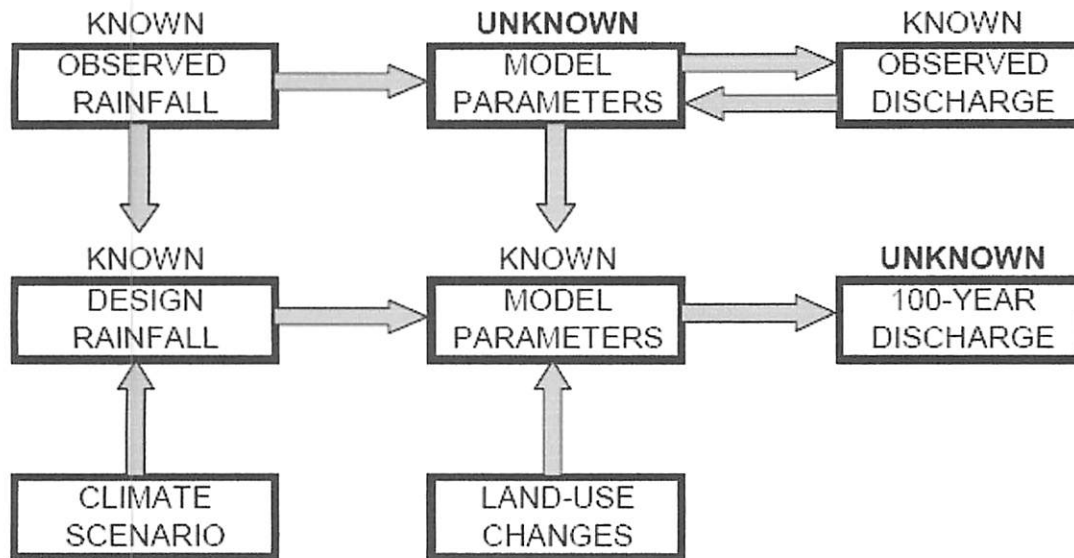 KNOWN
OBSERVED
RAINFALL
UNKNOWN
MODEL
PARAMETERS
KNOWN
OBSERVED
DISCHARGE
KNOWN
DESIGN
RAINFALL
KNOWN
MODEL
PARAMETERS
UNKNOWN
100-YEAR
DISCHARGE
CLIMATE
SCENARIO
LAND-USE
CHANGES